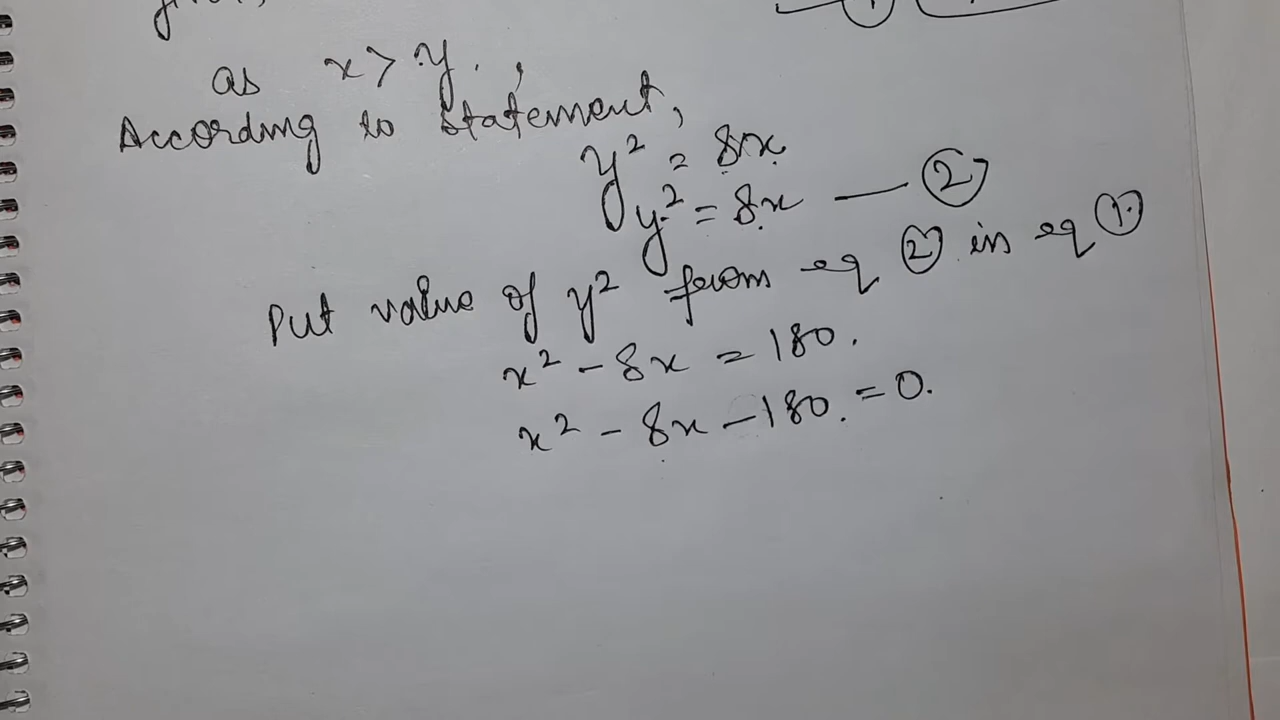 as x > y.,
According to statement,
y² = 8x
y² = 8x — ②
Put value of y² from eq ② in eq ①
x² - 8x = 180.
x² - 8x - 180. = 0.